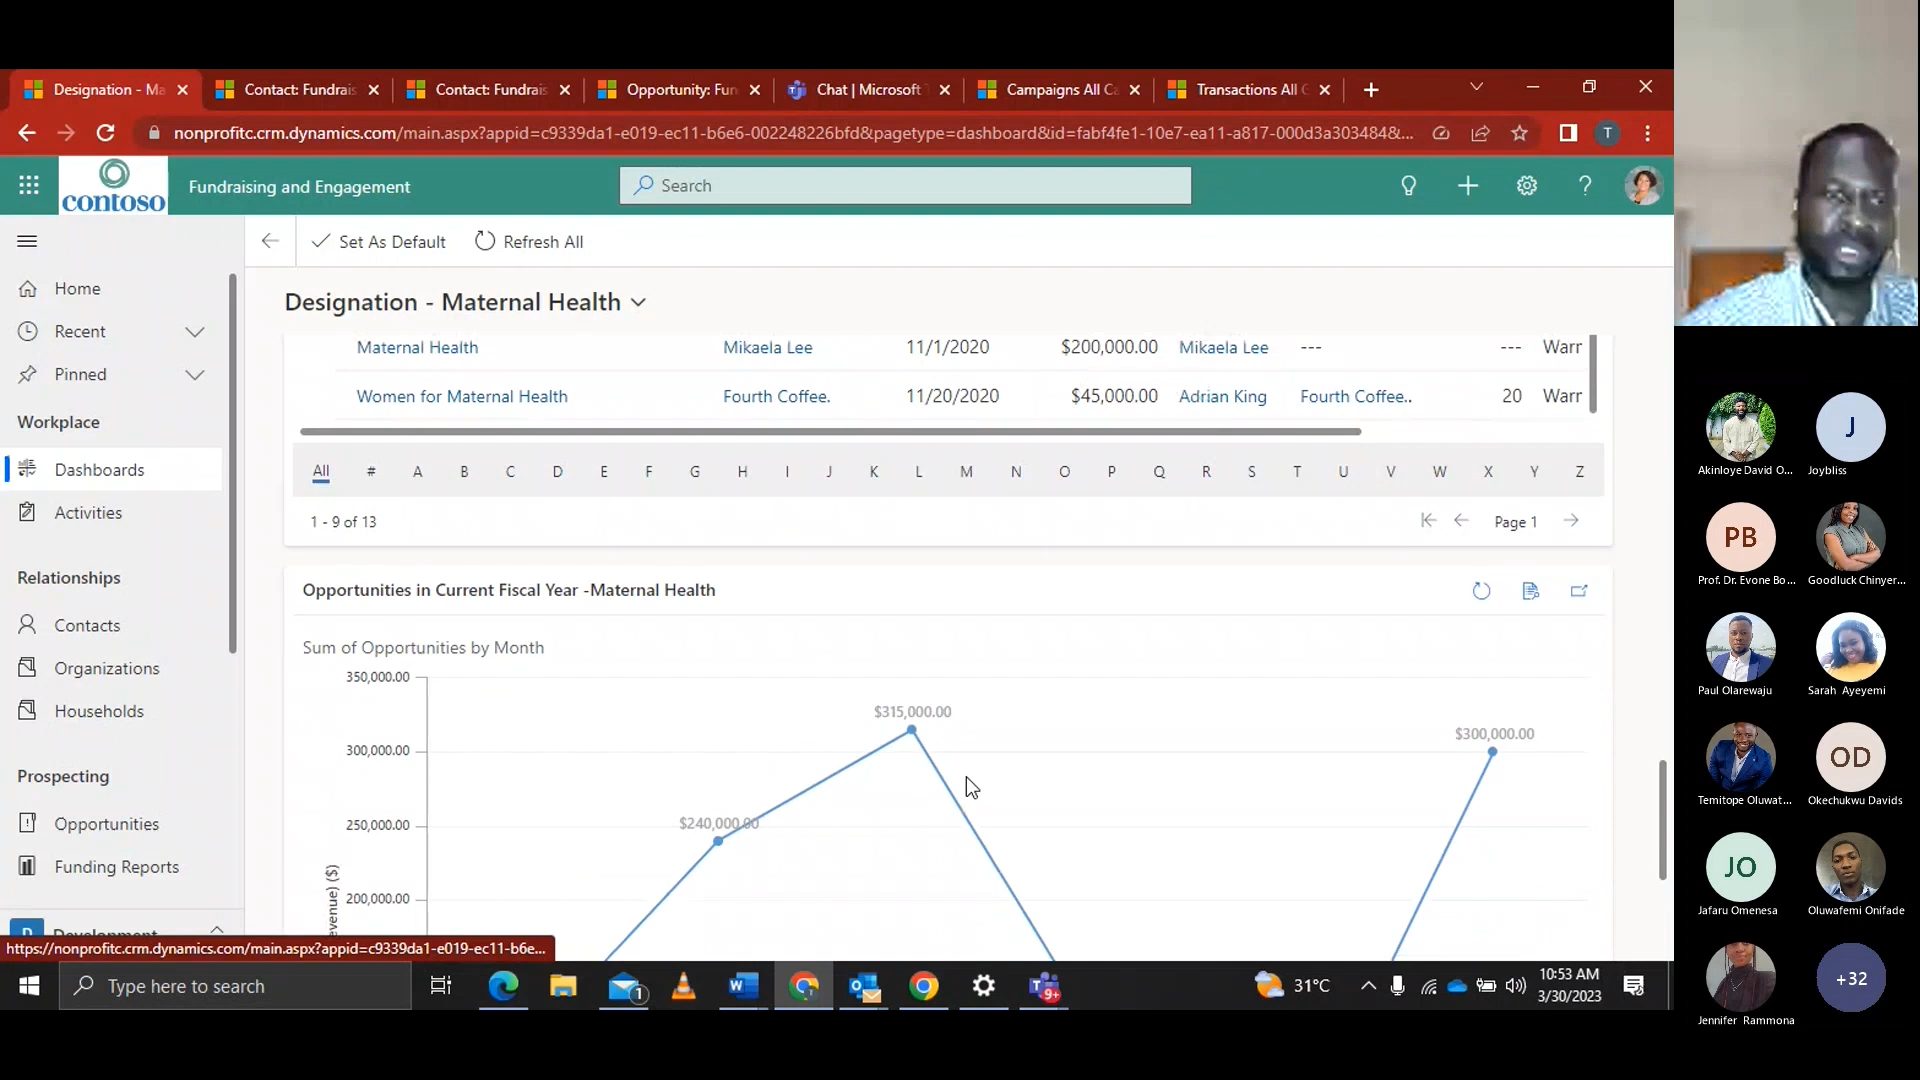 Designation - Ma
Contact: Fundrais
Contact: Fundrais
Opportunity: Fun
Chat | Microsoft T
Campaigns All Ca
Transactions All C
nonprofitc.crm.dynamics.com/main.aspx?appid=c9339da1-e019-ec11-b6e6-002248226bfd&pagetype=dashboard&id=fabf4fe1-10e7-ea11-a817-000d3a303484&...
T
contoso
Fundraising and Engagement
Search
Set As Default
Refresh All
Home
Recent
Pinned
Workplace
Dashboards
Activities
Relationships
Contacts
Organizations
Households
Prospecting
Opportunities
Funding Reports
D Development
Designation - Maternal Health
Maternal Health Mikaela Lee 11/1/2020 $200,000.00 Mikaela Lee --- --- Warr
Women for Maternal Health Fourth Coffee. 11/20/2020 $45,000.00 Adrian King Fourth Coffee.. 20 Warr
All # A B C D E F G H I J K L M N O P Q R S T U V W X Y Z
1 - 9 of 13
Page 1
Opportunities in Current Fiscal Year -Maternal Health
Sum of Opportunities by Month
350,000.00
300,000.00
250,000.00
200,000.00
evenue) ($)
$240,000.00
$315,000.00
$300,000.00
https://nonprofitc.crm.dynamics.com/main.aspx?appid=c9339da1-e019-ec11-b6e...
Type here to search
1
9+
31°C
10:53 AM
3/30/2023
Akinloye David O...
J
Joybliss
PB
Prof. Dr. Evone Bo...
Goodluck Chinyer...
Paul Olarewaju
Sarah Ayeyemi
Temitope Oluwat...
OD
Okechukwu Davids
JO
Jafaru Omenesa
Oluwafemi Onifade
Jennifer Rammona
+32